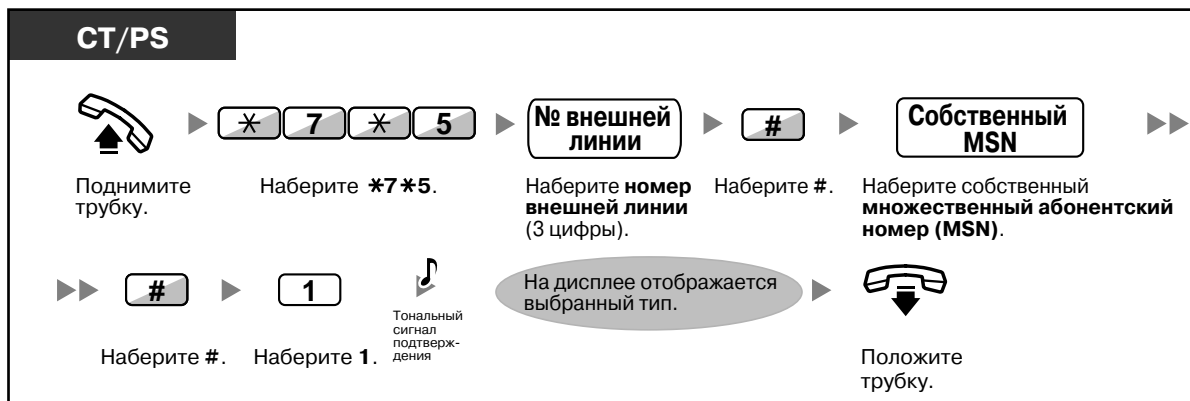 CT/PS
* 7 * 5
№ внешней
линии
#
Собственный
MSN
Поднимите
трубку.
Наберите *7*5.
Наберите номер
внешней линии
(3 цифры).
Наберите #.
Наберите собственный
множественный абонентский
номер (MSN).
#
1
На дисплее отображается
выбранный тип.
Наберите #.
Наберите 1.
Тональный
сигнал
подтверж-
дения
Положите
трубку.